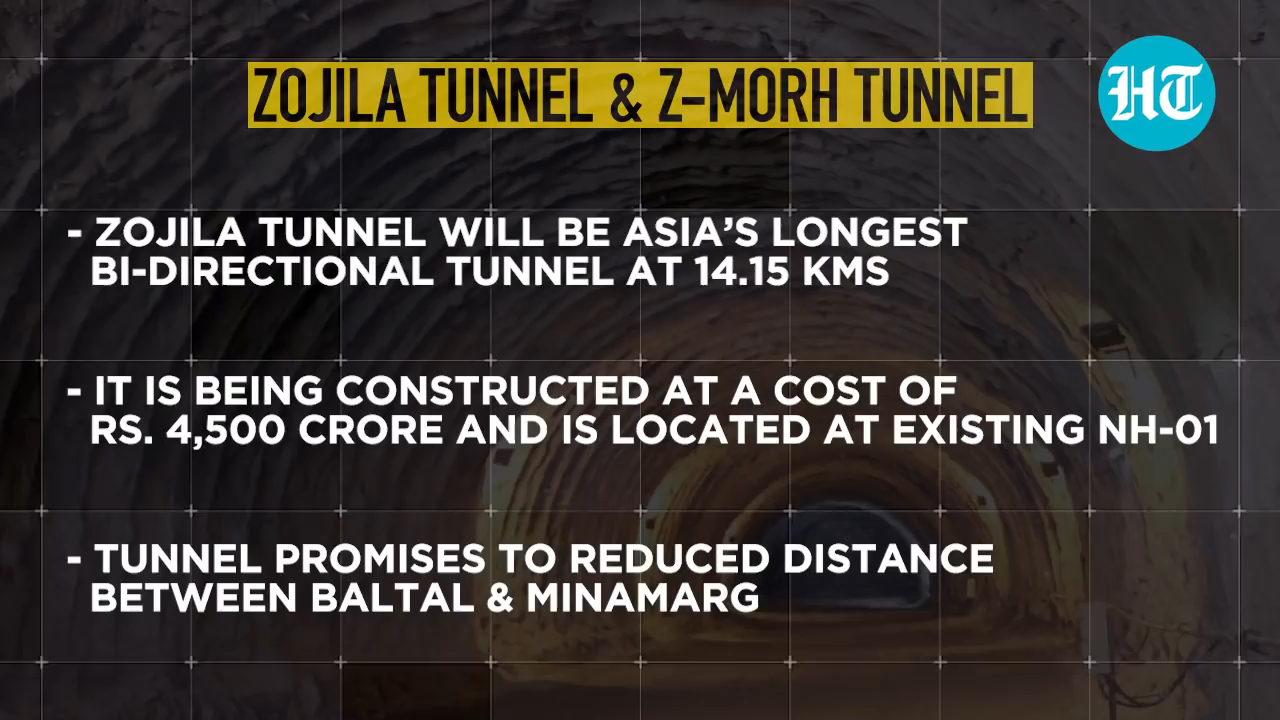 ZOJILA TUNNEL & Z-MORH TUNNEL
HT
- ZOJILA TUNNEL WILL BE ASIA'S LONGEST
BI-DIRECTIONAL TUNNEL AT 14.15 KMS
- IT IS BEING CONSTRUCTED AT A COST OF
RS. 4,500 CRORE AND IS LOCATED AT EXISTING NH-01
- TUNNEL PROMISES TO REDUCED DISTANCE
BETWEEN BALTAL & MINAMARG